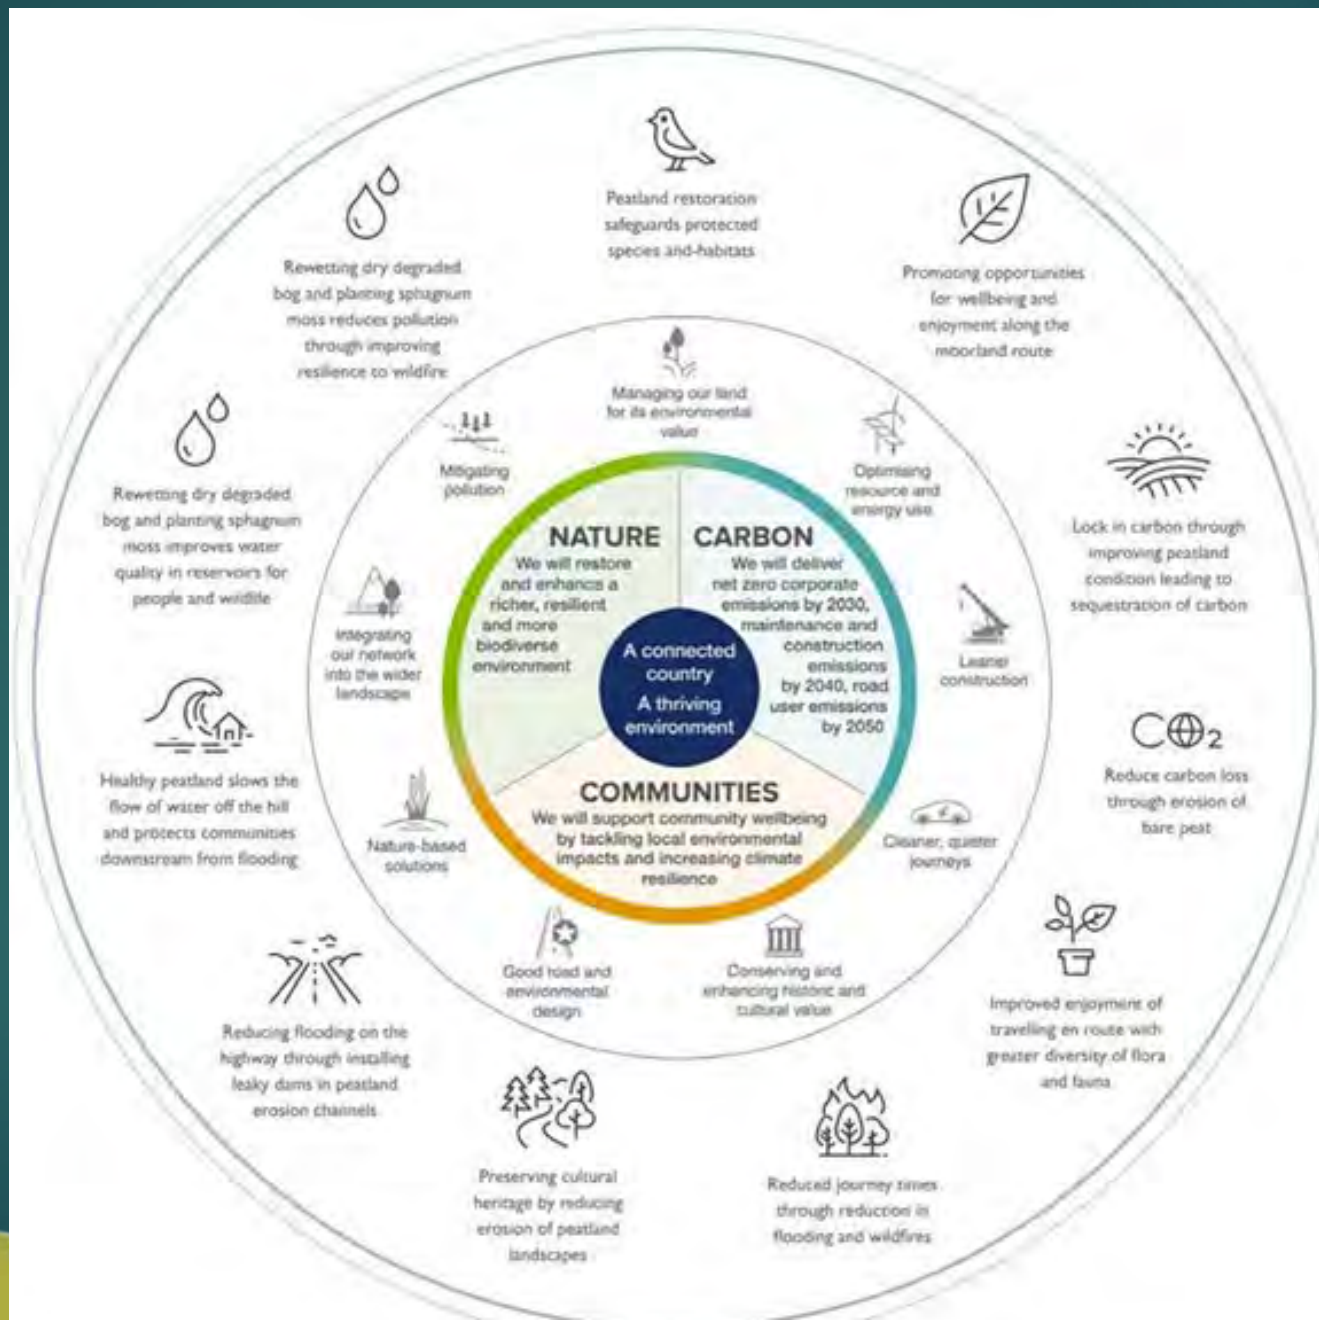 Peatland restoration
safeguards protected
species and-habitats
Promoting opportunities
for wellbeing and
enjoyment along the
moorland route
Lock in carbon through
improving peatland
condition leading to
sequestration of carbon
CO2
Reduce carbon loss
through erosion of
bare peat
Improved enjoyment of
travelling en route with
greater diversity of flora
and fauna
Reduced journey times
through reduction in
flooding and wildfires
Preserving cultural
heritage by reducing
erosion of peatland
landscapes
Reducing flooding on the
highway through installing
leaky dams in peatland
erosion channels
Healthy peatland slows the
flow of water off the hill
and protects communities
downstream from flooding
Rewetting dry degraded
bog and planting sphagnum
moss improves water
quality in reservoirs for
people and wildlife
Rewetting dry degraded
bog and planting sphagnum
moss reduces pollution
through improving
resilience to wildfire
Managing our land
for its environmental
value
Optimising
resource and
energy use
Leaner
construction
Cleaner, quieter
journeys
Conserving and
enhancing historic and
cultural value
Good road and
environmental
design
Nature-based
solutions
Integrating
our network
into the wider
landscape
Mitigating
pollution
NATURE
We will restore
and enhance a
richer, resilient
and more
biodiverse
environment
CARBON
We will deliver
net zero corporate
emissions by 2030,
maintenance and
construction
emissions
by 2040, road
user emissions
by 2050
COMMUNITIES
We will support community wellbeing
by tackling local environmental
impacts and increasing climate
resilience
A connected
country
A thriving
environment